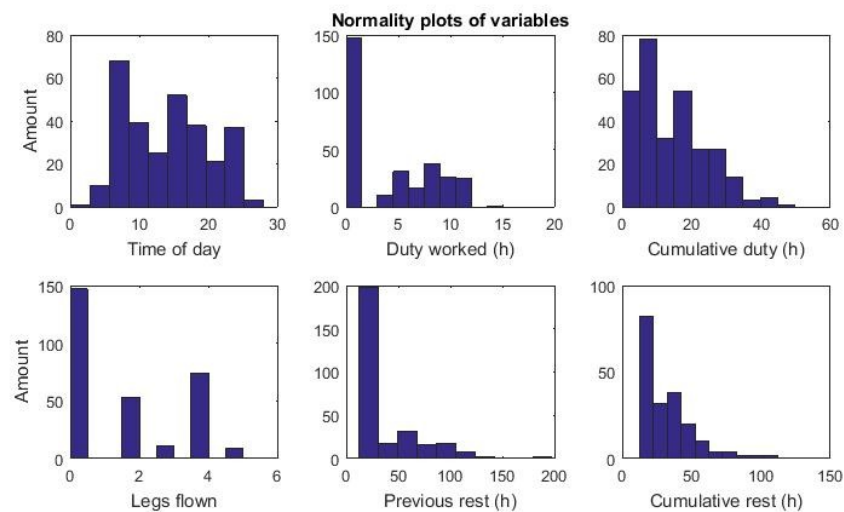 Normality plots of variables
80
60
40
20
0
0 10 20 30
Amount
Time of day
150
100
50
0
0 5 10 15 20
Duty worked (h)
80
60
40
20
0
0 20 40 60
Cumulative duty (h)
150
100
50
0
0 2 4 6
Amount
Legs flown
200
150
100
50
0
0 50 100 150 200
Previous rest (h)
100
50
0
0 50 100 150
Cumulative rest (h)